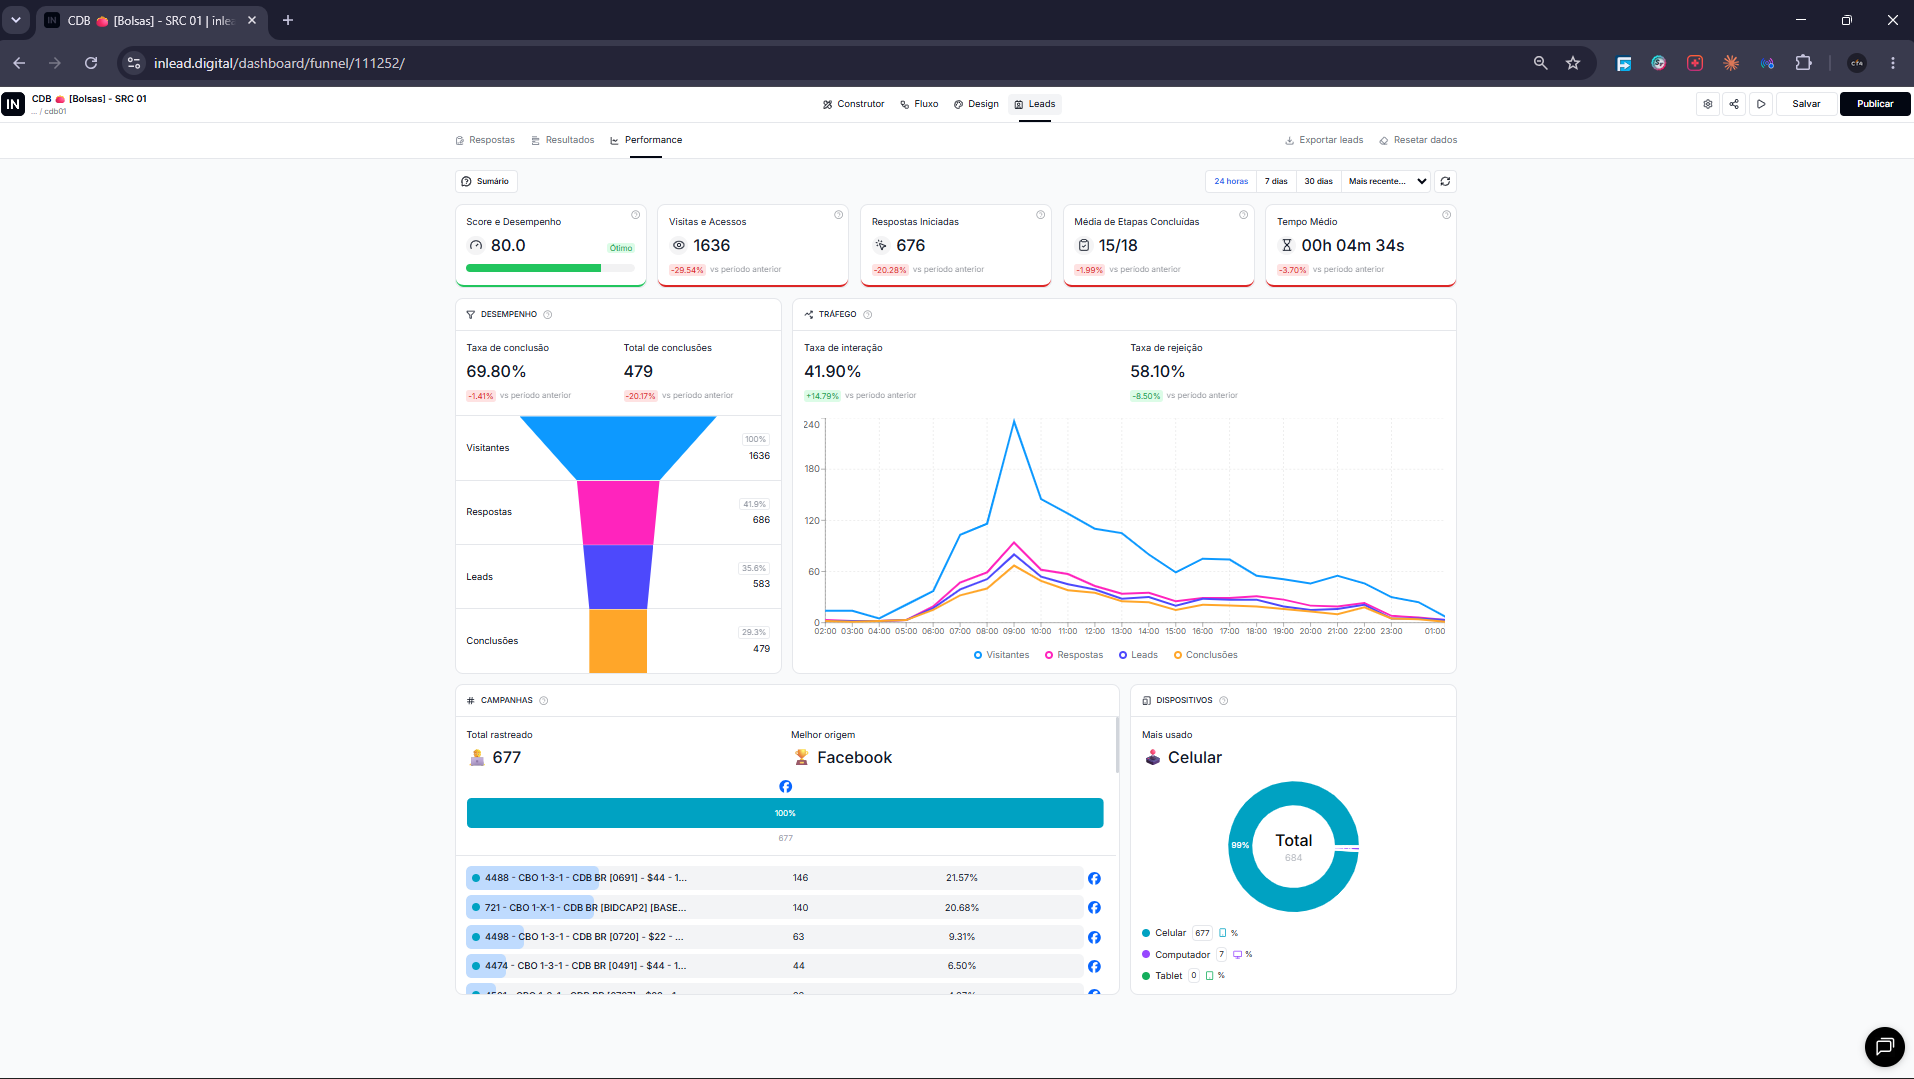 CDB [Bolsas] - SRC 01 | inlea
inlead.digital/dashboard/funnel/111252/
IN
CDB [Bolsas] - SRC 01
... / cdb01
Construtor
Fluxo
Design
Leads
Salvar
Publicar
Respostas
Resultados
Performance
Exportar leads
Resetar dados
Sumário
24 horas
7 dias
30 dias
Mais recente...
Score e Desempenho
80.0
Ótimo
Visitas e Acessos
1636
-29.54% vs periodo anterior
Respostas Iniciadas
676
-20.28% vs periodo anterior
Média de Etapas Concluídas
15/18
-1.99% vs periodo anterior
Tempo Médio
00h 04m 34s
-3.70% vs periodo anterior
DESEMPENHO
Taxa de conclusão
69.80%
-1.41% vs periodo anterior
Total de conclusões
479
-20.17% vs periodo anterior
Visitantes
100%
1636
Respostas
41.9%
686
Leads
35.6%
583
Conclusões
29.3%
479
TRÁFEGO
Taxa de interação
41.90%
+14.79% vs periodo anterior
Taxa de rejeição
58.10%
-8.50% vs periodo anterior
240
180
120
60
0
02:00 03:00 04:00 05:00 06:00 07:00 08:00 09:00 10:00 11:00 12:00 13:00 14:00 15:00 16:00 17:00 18:00 19:00 20:00 21:00 22:00 23:00 01:00
Visitantes Respostas Leads Conclusões
CAMPANHAS
Total rastreado
677
Melhor origem
Facebook
100%
677
4488 - CBO 1-3-1 - CDB BR [0691] - $44 - 1... 146 21.57%
721 - CBO 1-X-1 - CDB BR [BIDCAP2] [BASE... 140 20.68%
4498 - CBO 1-3-1 - CDB BR [0720] - $22 - ... 63 9.31%
4474 - CBO 1-3-1 - CDB BR [0491] - $44 - 1... 44 6.50%
DISPOSITIVOS
Mais usado
Celular
99%
Total
684
Celular 677 %
Computador 7 %
Tablet 0 %